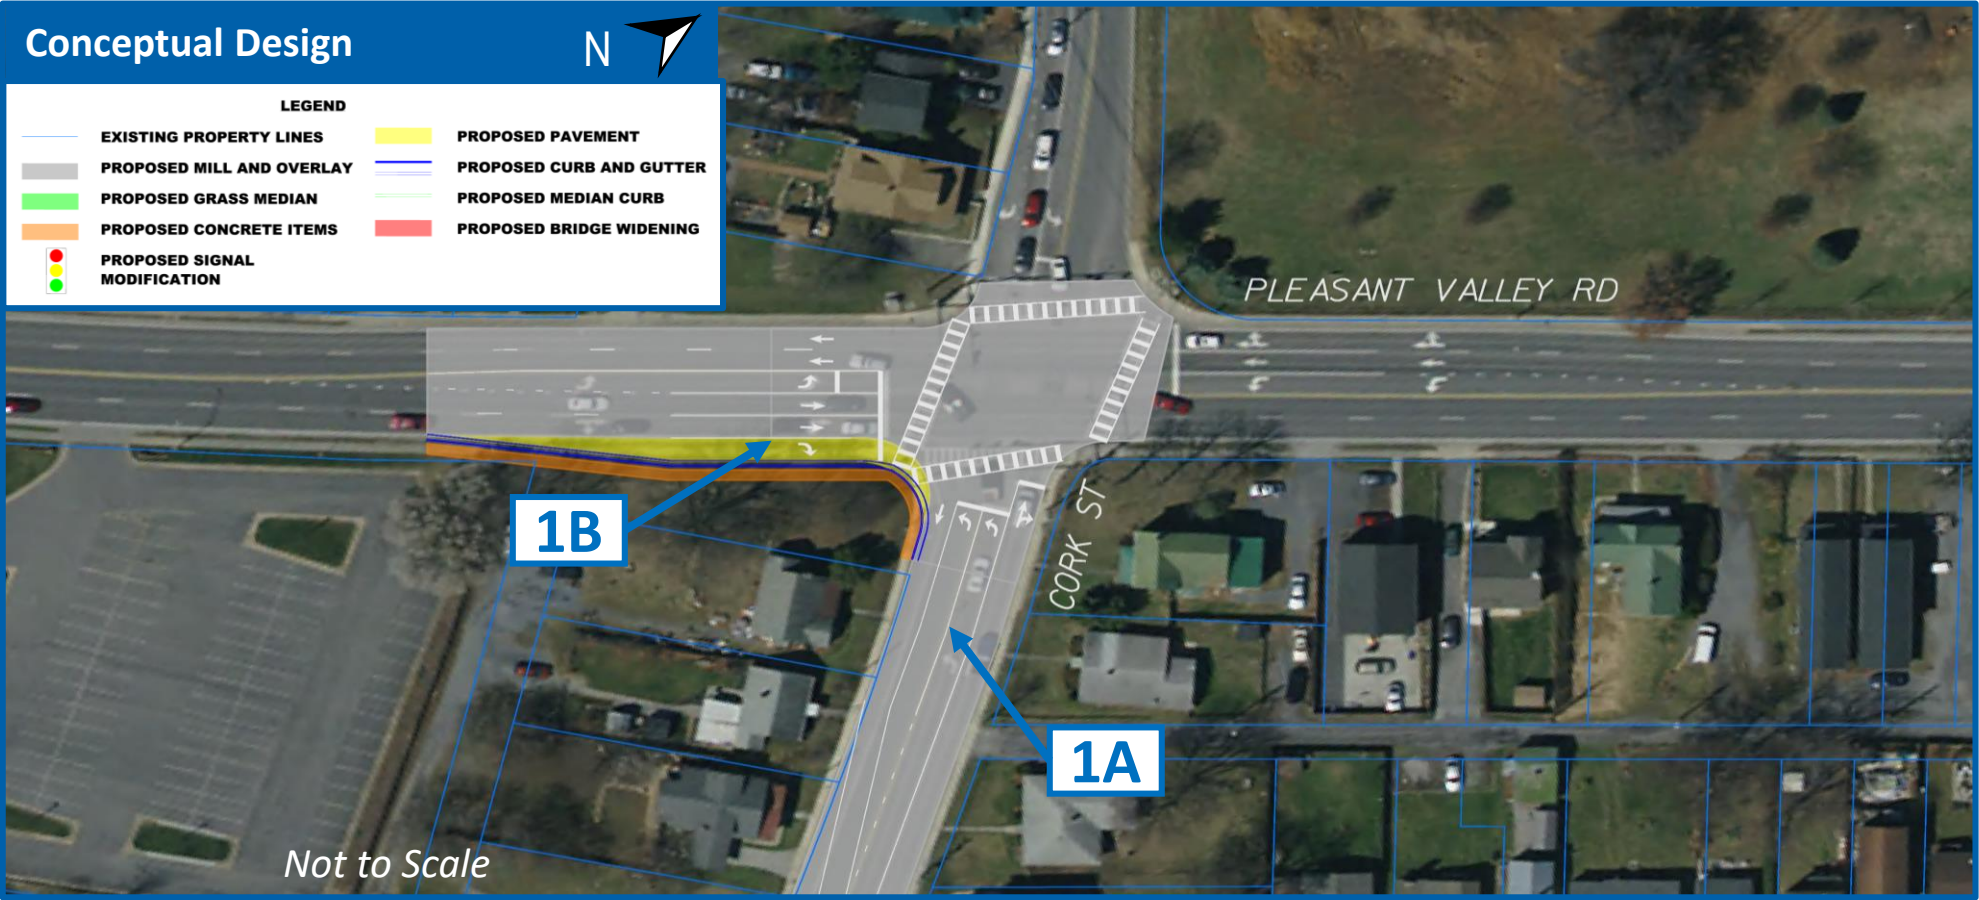 Conceptual Design
N
LEGEND
EXISTING PROPERTY LINES
PROPOSED MILL AND OVERLAY
PROPOSED GRASS MEDIAN
PROPOSED CONCRETE ITEMS
PROPOSED SIGNAL
MODIFICATION
PROPOSED PAVEMENT
PROPOSED CURB AND GUTTER
PROPOSED MEDIAN CURB
PROPOSED BRIDGE WIDENING
PLEASANT VALLEY RD
1B
CORK ST
1A
Not to Scale